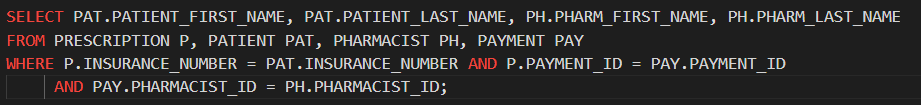 SELECT PAT.PATIENT_FIRST_NAME, PAT.PATIENT_LAST_NAME, PH.PHARM_FIRST_NAME, PH.PHARM_LAST_NAME
FROM PRESCRIPTION P, PATIENT PAT, PHARMACIST PH, PAYMENT PAY
WHERE P.INSURANCE_NUMBER = PAT.INSURANCE_NUMBER AND P.PAYMENT_ID = PAY.PAYMENT_ID
AND PAY.PHARMACIST_ID = PH.PHARMACIST_ID;